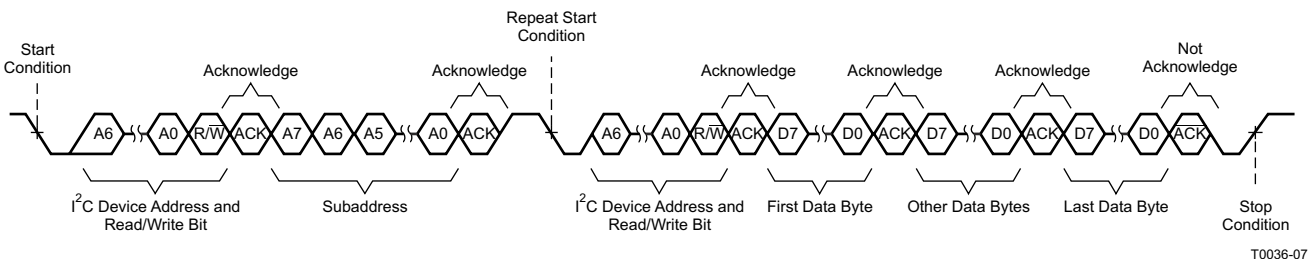 Repeat Start
Condition
Start
Condition
Not
Acknowledge
Acknowledge
Acknowledge
Acknowledge
Acknowledge
Acknowledge
A6 A0 R/W̅ ACK A7 A6 A5 A0 ACK A6 A0 R/W̅ ACK D7 D0 ACK D7 D0 ACK D7 D0 A̅C̅K̅
I²C Device Address and
Read/Write Bit
Subaddress
I²C Device Address and
Read/Write Bit
First Data Byte
Other Data Bytes
Last Data Byte
Stop
Condition
T0036-07